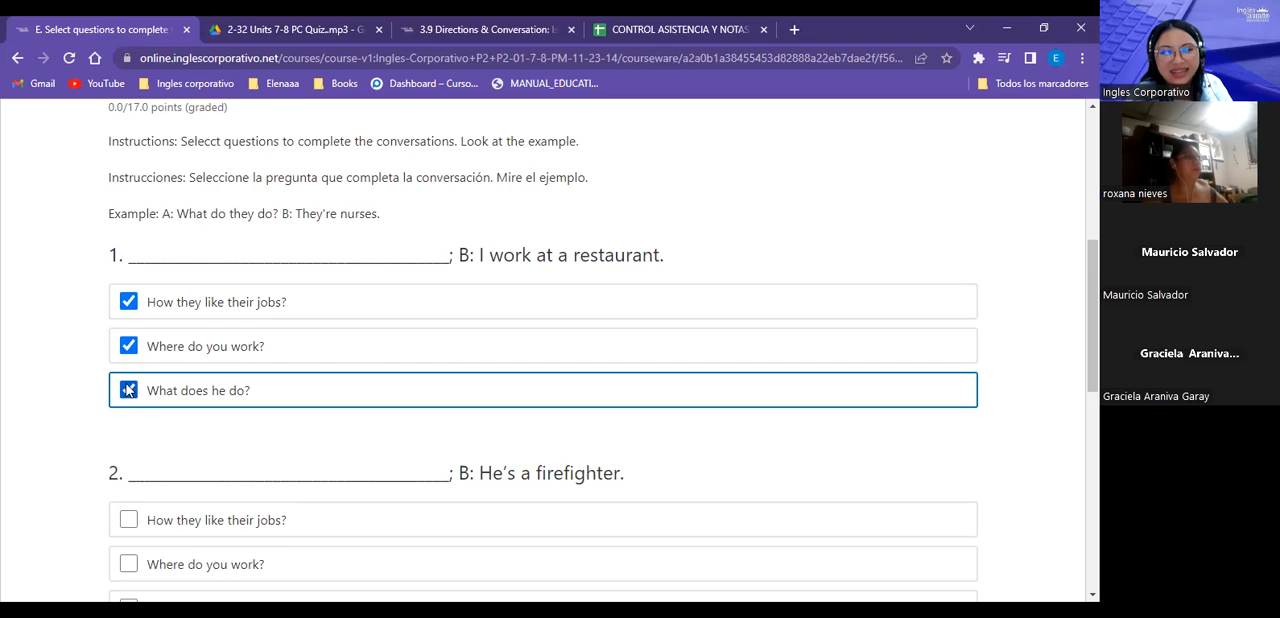 E. Select questions to complete
2-32 Units 7-8 PC Quiz..mp3 - G
3.9 Directions & Conversation: Is
CONTROL ASISTENCIA Y NOTAS
online.inglescorporativo.net/courses/course-v1:Ingles-Corporativo+P2+P2-01-7-8-PM-11-23-14/courseware/a2a0b1a38455453d82888a22eb7dae2f/f56...
E
Gmail
YouTube
Ingles corporativo
Elenaaa
Books
Dashboard – Curso...
MANUAL_EDUCATI...
Todos los marcadores
0.0/17.0 points (graded)
Instructions: Selecct questions to complete the conversations. Look at the example.
Instrucciones: Seleccione la pregunta que completa la conversación. Mire el ejemplo.
Example: A: What do they do? B: They're nurses.
1. ________________________________; B: I work at a restaurant.
How they like their jobs?
Where do you work?
What does he do?
2. ________________________________; B: He's a firefighter.
How they like their jobs?
Where do you work?
Ingles Corporativo
roxana nieves
Mauricio Salvador
Mauricio Salvador
Graciela Araniva...
Graciela Araniva Garay